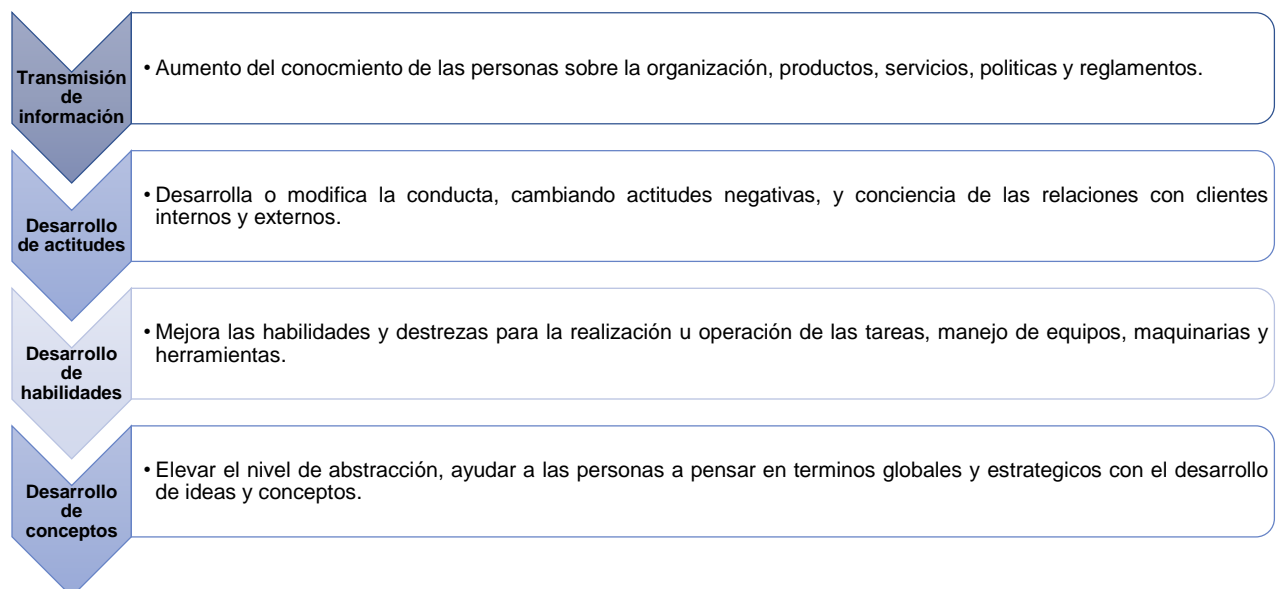 Transmisión
de
información
• Aumento del conocmiento de las personas sobre la organización, productos, servicios, politicas y reglamentos.
Desarrollo
de actitudes
• Desarrolla o modifica la conducta, cambiando actitudes negativas, y conciencia de las relaciones con clientes
internos y externos.
Desarrollo
de
habilidades
• Mejora las habilidades y destrezas para la realización u operación de las tareas, manejo de equipos, maquinarias y
herramientas.
Desarrollo
de
conceptos
• Elevar el nivel de abstracción, ayudar a las personas a pensar en terminos globales y estrategicos con el desarrollo
de ideas y conceptos.